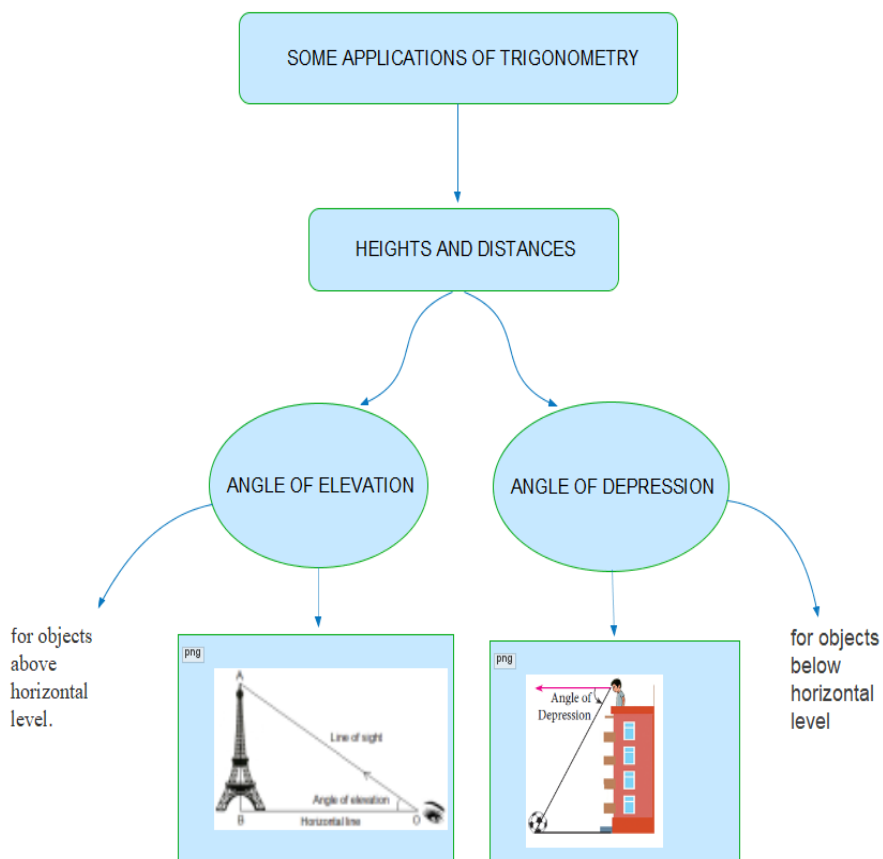 SOME APPLICATIONS OF TRIGONOMETRY
HEIGHTS AND DISTANCES
ANGLE OF ELEVATION
ANGLE OF DEPRESSION
for objects
above
horizontal
level.
png
A
Line of sight
Angle of elevation
B
Horizontal line
O
png
Angle of
Depression
for objects
below
horizontal
level